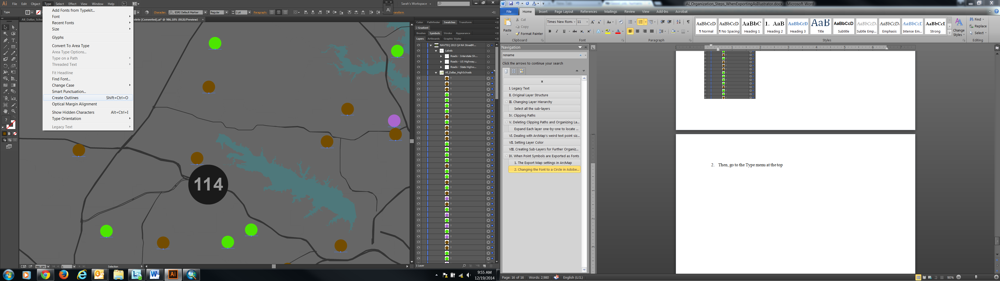 Ai File Edit Object Type Select Effect View Window Help Br Sarah's Workspace
Type Character: ESRI Default Marker Regular 1 pt Paragraph:
elete [Converted].ai* @ 986.18% (RGB/Preview) ×
Add Fonts from Typekit...
Font
Recent Fonts
Size
Glyphs
Convert To Area Type
Area Type Options...
Type on a Path
Threaded Text
Fit Headline
Find Font...
Change Case
Smart Punctuation...
Create Outlines Shift+Ctrl+O
Optical Margin Alignment
Show Hidden Characters Alt+Ctrl+I
Type Orientation
Legacy Text
114
Color Pathfinder Swatches Transform
Gradient
Brushes Symbols Stroke Appearance
Layers Artboards Graphic Styles
NAVTEQ 2013 Q4 NA StreetM...
Labels
Roads - Interstate Sh...
Roads - US Highway...
Roads - State Highw...
All_Dallas_HighSchools
1 Layer
986.18% 1 Selection
9:55 AM
12/19/2014
AI_Organization_Steps_WhenExportingAsIllustrator.docx - Microsoft Word
File Home Insert Page Layout References Mailings Review View Add-Ins Acrobat
Paste Cut Copy Format Painter
Clipboard
Times New Rom 11
Font
Paragraph
AaBbCcD AaBbCcD AaBbC 1. AaB AaBbCcD AaB AaBbCcD AaBbCcD AaBbCcD AaBbCcD AaBbCcD
¶ Normal ¶ No Spacing Heading 1 Heading 2 Heading 3 Title Subtitle Subtle Emp... Emphasis Intense Em... Strong
Styles
Change Styles
Find
Replace
Select
Editing
Navigation
rename
Click the arrows to continue your search
I. Legacy Text
II. Original Layer Structure
III. Changing Layer Hierarchy
Select all the sub-layers
IV. Clipping Paths
V. Deleting Clipping Paths and Organizing La...
Expand Each layer one-by-one to locate ...
VI. Dealing with ArcMap's weird text point siz...
VII. Setting Layer Color
VIII. Creating Sub-Layers for Further Organiz...
IX. When Point Symbols are Exported as Fonts
1. The Export Map settings in ArcMap
2. Changing the Font to a Circle in Adobe...
2. Then, go to the Type menu at the top
Page: 16 of 16 Words: 2,980 English (U.S.) 90%